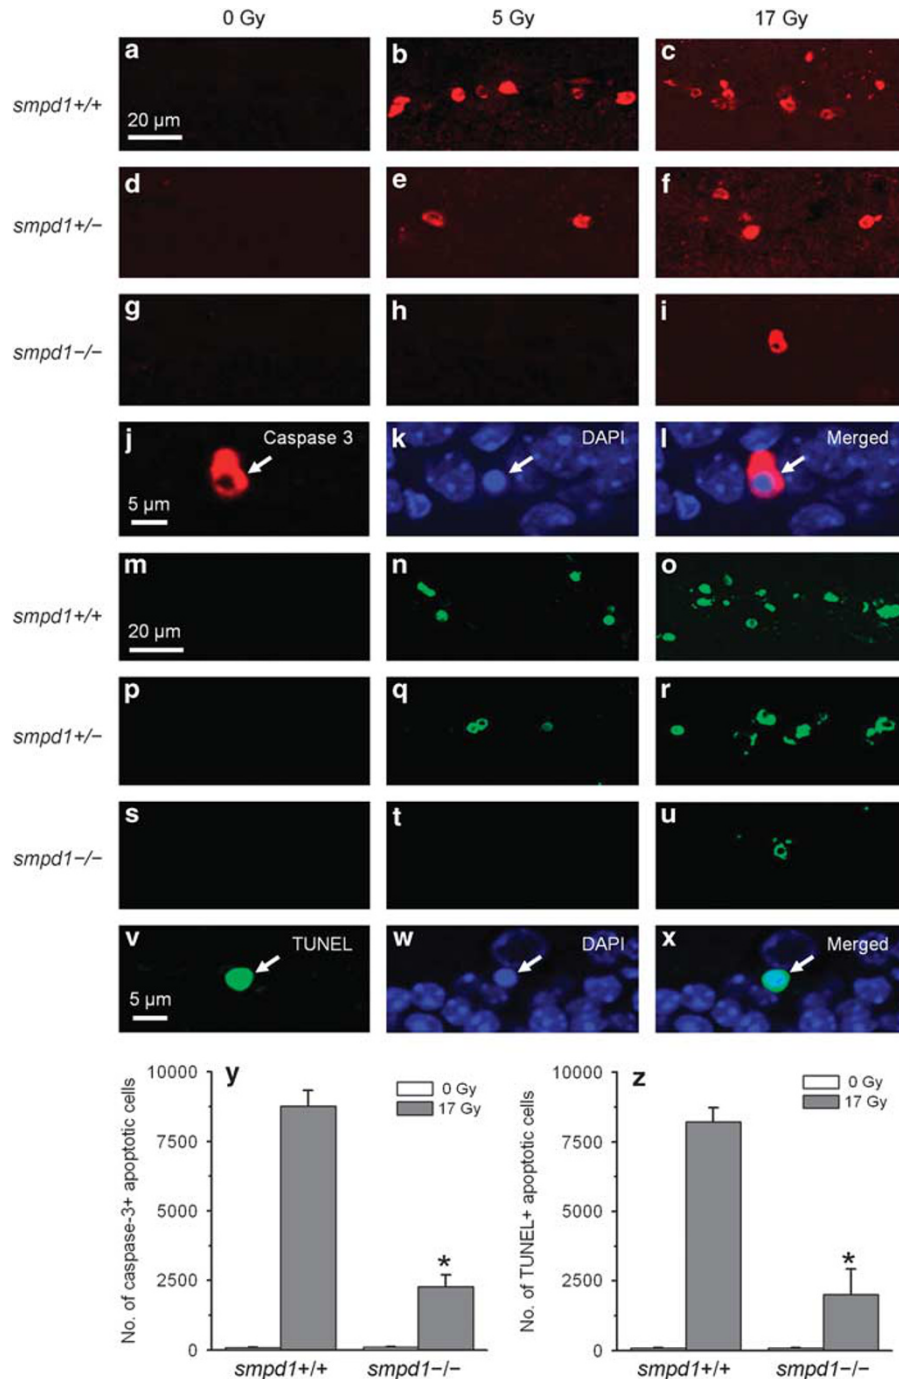 0 Gy 5 Gy 17 Gy
a b c
smpd1+/+
20 μm
d e f
smpd1+/−
g h i
smpd1−/−
j Caspase 3 k DAPI l Merged
5 μm
m n o
smpd1+/+
20 μm
p q r
smpd1+/−
s t u
smpd1−/−
v TUNEL w DAPI x Merged
5 μm
y
No. of caspase-3+ apoptotic cells
10000
7500
5000
2500
0
0 Gy
17 Gy
*
smpd1+/+ smpd1−/−
z
No. of TUNEL+ apoptotic cells
10000
7500
5000
2500
0
0 Gy
17 Gy
*
smpd1+/+ smpd1−/−